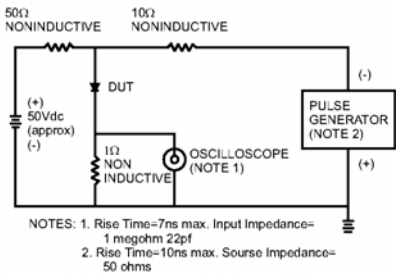 50Ω
NONINDUCTIVE
10Ω
NONINDUCTIVE
(+)
50Vdc
(approx)
(-)
DUT
1Ω
NON
INDUCTIVE
OSCILLOSCOPE
(NOTE 1)
(-)
PULSE
GENERATOR
(NOTE 2)
(+)
NOTES: 1. Rise Time=7ns max. Input Impedance=
1 megohm 22pf
2. Rise Time=10ns max. Sourse Impedance=
50 ohms